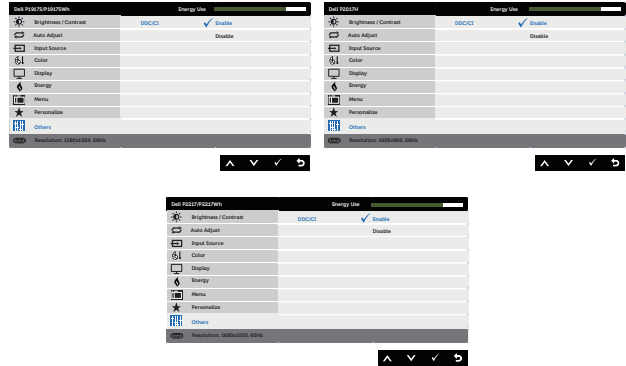 Dell P1917S/P1917SWh Energy Use
Brightness / Contrast DDC/CI Enable
Auto Adjust Disable
Input Source
Color
Display
Energy
Menu
Personalize
Others
Resolution: 1280x1024, 60Hz
Dell P2017H Energy Use
Brightness / Contrast DDC/CI Enable
Auto Adjust Disable
Input Source
Color
Display
Energy
Menu
Personalize
Others
Resolution: 1600x900, 60Hz
Dell P2217/P2217Wh Energy Use
Brightness / Contrast DDC/CI Enable
Auto Adjust Disable
Input Source
Color
Display
Energy
Menu
Personalize
Others
Resolution: 1680x1050, 60Hz